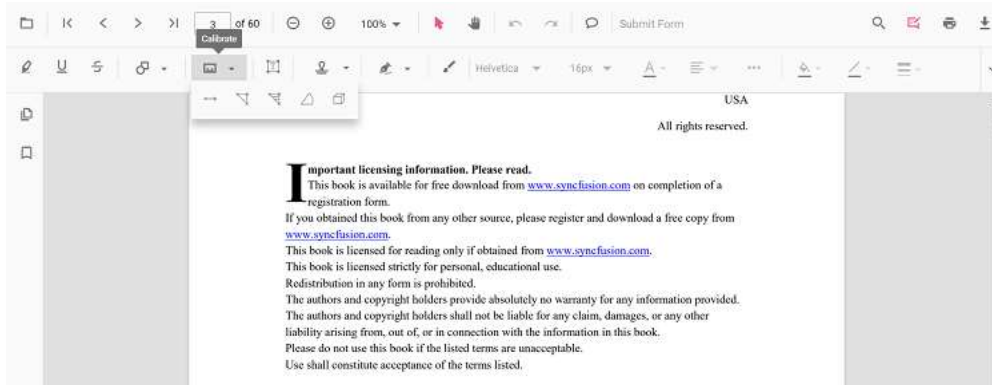 3 of 60 100% Submit Form
Calibrate
Helvetica 16px A
USA
All rights reserved.
Important licensing information. Please read.
This book is available for free download from www.syncfusion.com on completion of a
registration form.
If you obtained this book from any other source, please register and download a free copy from
www.syncfusion.com.
This book is licensed for reading only if obtained from www.syncfusion.com.
This book is licensed strictly for personal, educational use.
Redistribution in any form is prohibited.
The authors and copyright holders provide absolutely no warranty for any information provided.
The authors and copyright holders shall not be liable for any claim, damages, or any other
liability arising from, out of, or in connection with the information in this book.
Please do not use this book if the listed terms are unacceptable.
Use shall constitute acceptance of the terms listed.